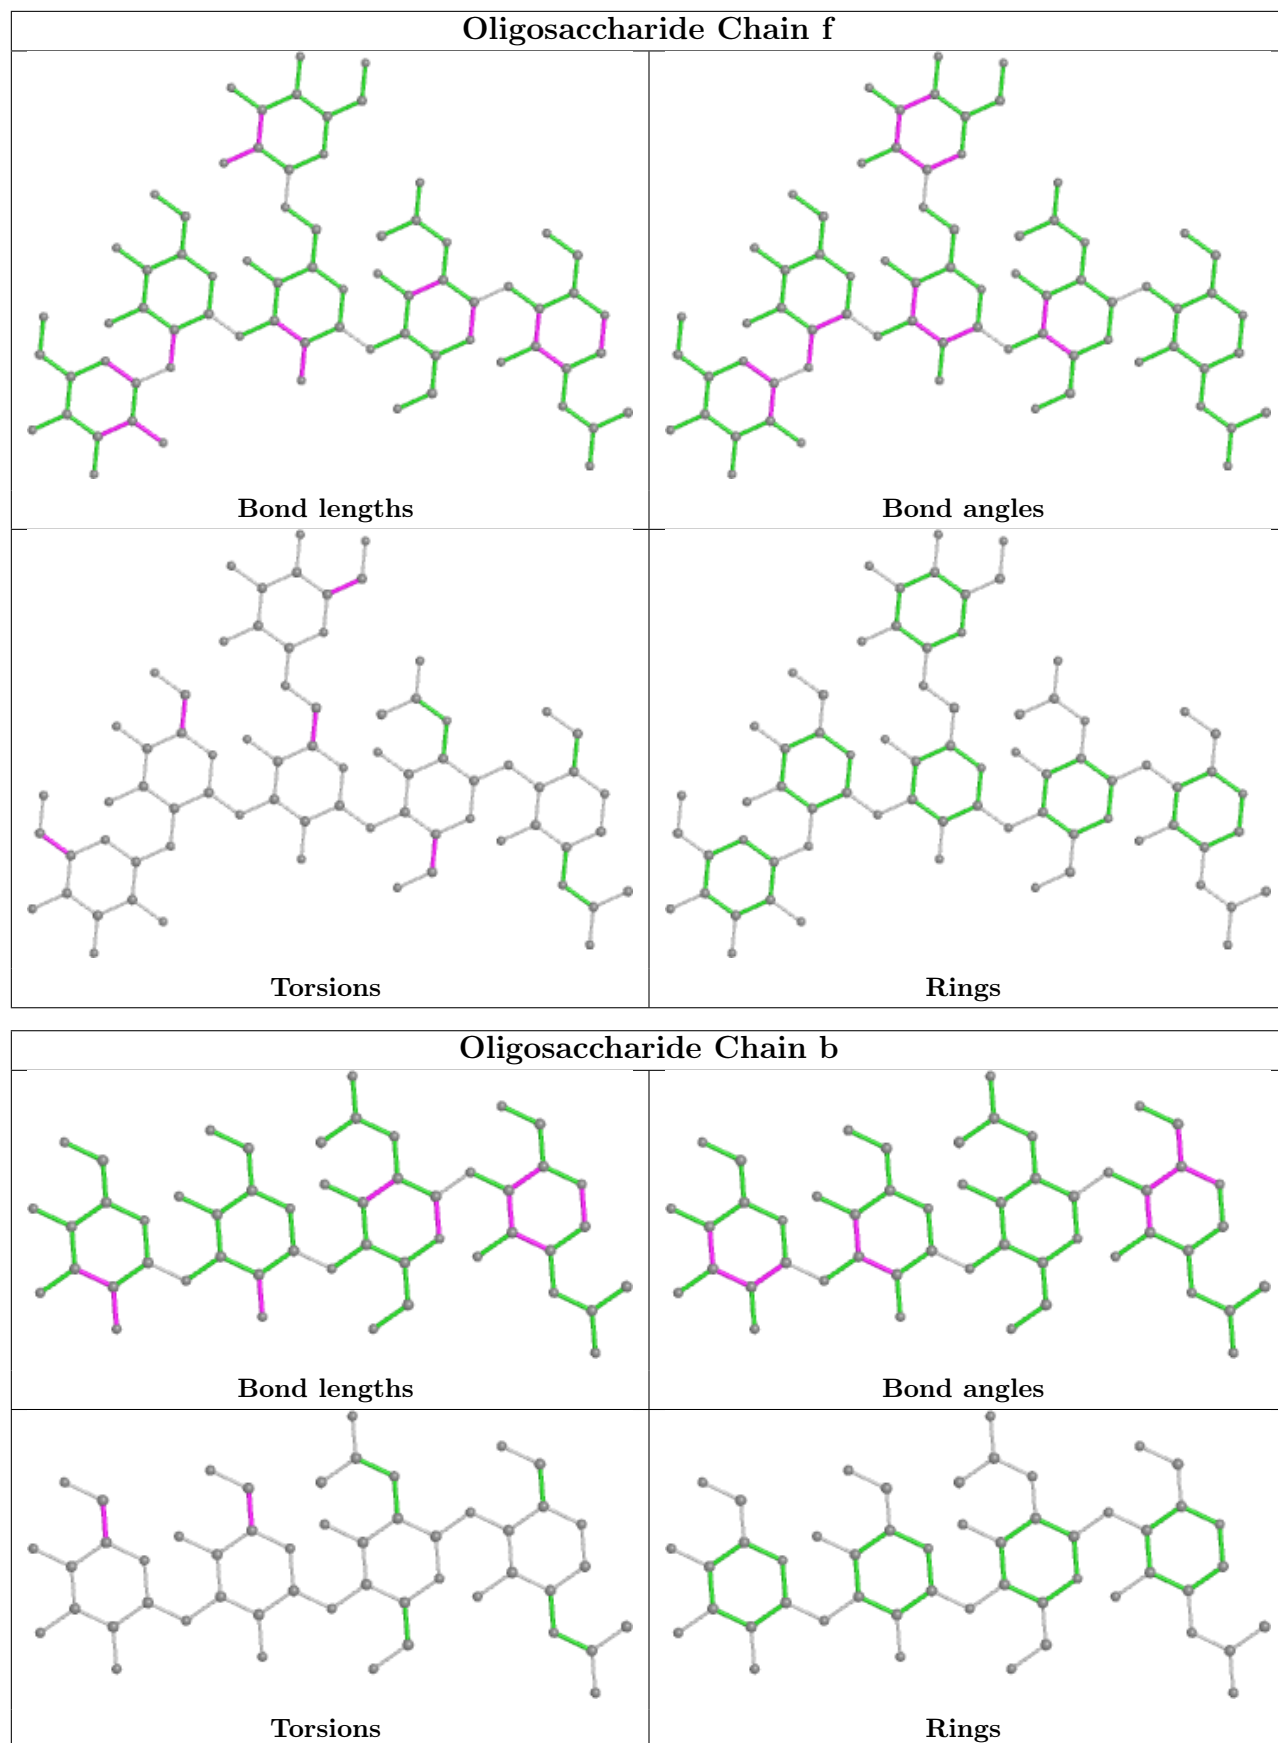 Oligosaccharide Chain f
Bond lengths
Bond angles
Torsions
Rings
Oligosaccharide Chain b
Bond lengths
Bond angles
Torsions
Rings